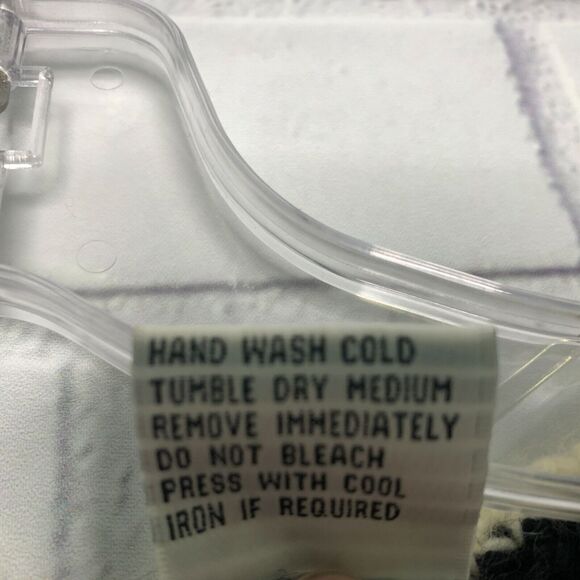 HAND WASH COLD
TUMBLE DRY MEDIUM
REMOVE IMMEDIATELY
DO NOT BLEACH
PRESS WITH COOL
IRON IF REQUIRED